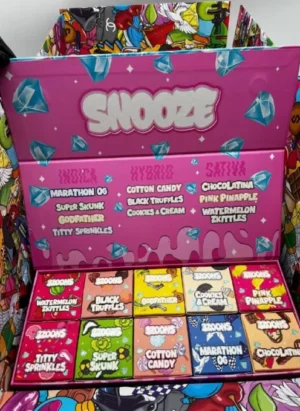 SNOOZE
INDICA
MARATHON OG
SUPER SKUNK
GODFATHER
TITTY SPRINKLES
HYBRID
COTTON CANDY
BLACK TRUFFLES
COOKIES & CREAM
SATIVA
CHOCOLATINA
PINK PINEAPPLE
WATERMELON
ZKITTLES
WATERMELON
ZKITTLES
BLACK
TRUFFLES
GODFATHER
COOKIES
& CREAM
PINK
PINEAPPLE
TITTY
SPRINKLES
SUPER
SKUNK
COTTON
CANDY
MARATHON
OG
CHOCOLATINA